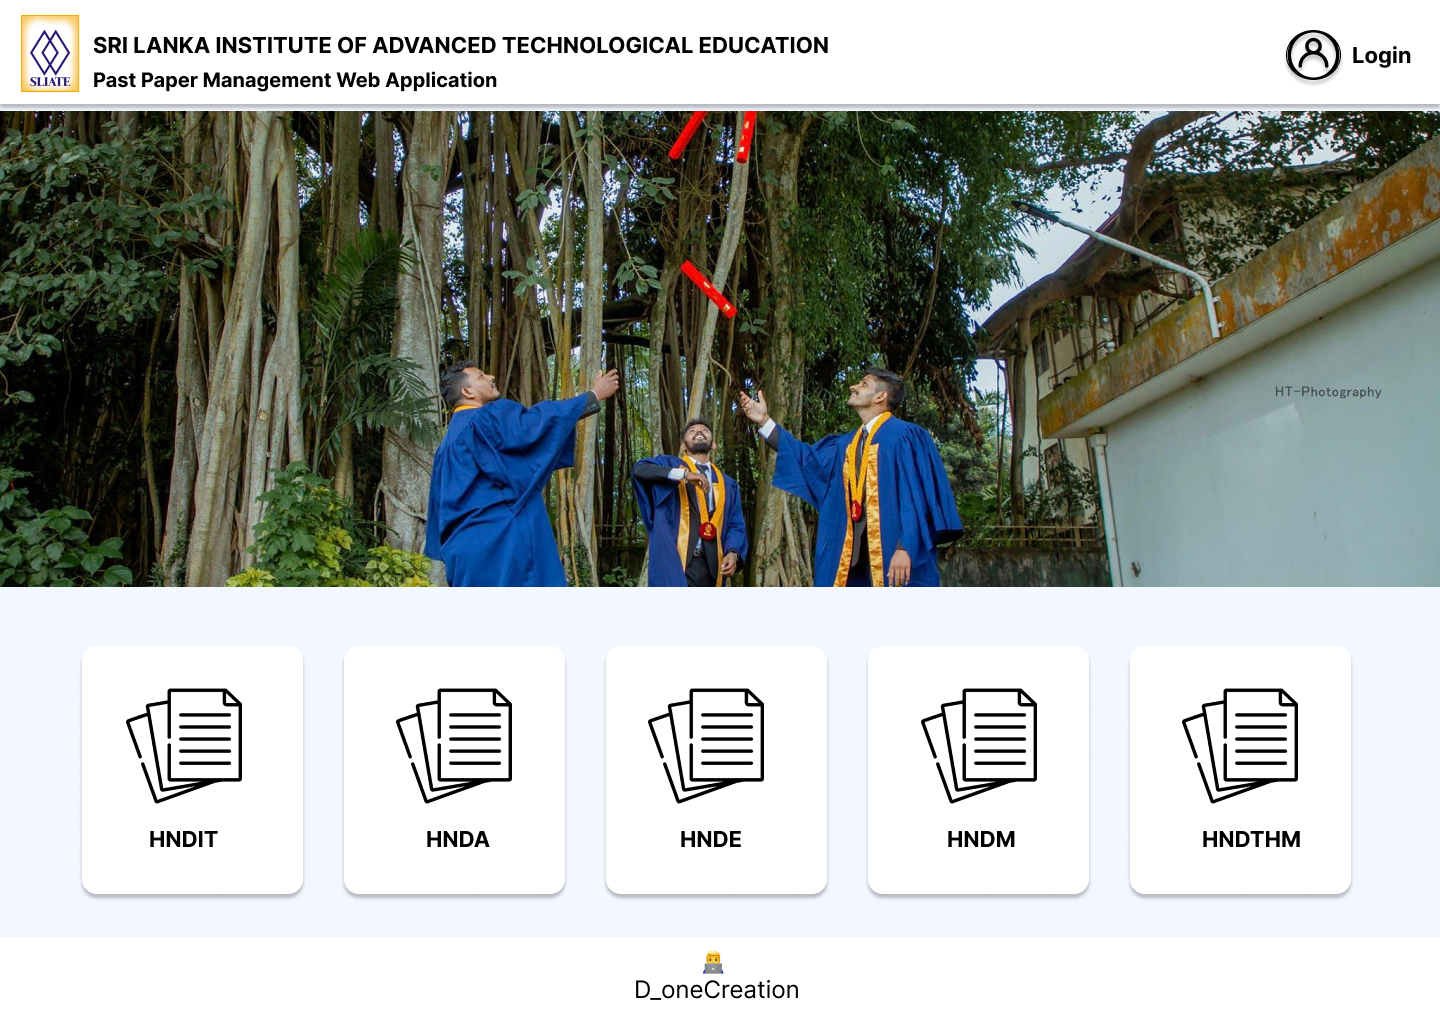 SRI LANKA INSTITUTE OF ADVANCED TECHNOLOGICAL EDUCATION
Past Paper Management Web Application
SLIATE
Login
HT-Photography
HNDIT
HNDA
HNDE
HNDM
HNDTHM
D_oneCreation